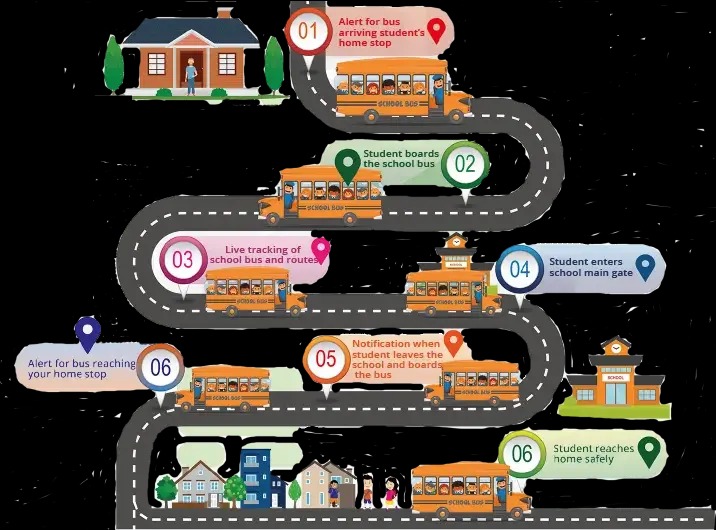 01
Alert for bus
arriving student's
home stop
SCHOOL BUS
Student boards
the school bus
02
SCHOOL BUS
03
Live tracking of
school bus and routes
SCHOOL BUS
SCHOOL
SCHOOL BUS
04
Student enters
school main gate
Alert for bus reaching
your home stop
06
SCHOOL BUS
05
Notification when
student leaves the
school and boards
the bus
SCHOOL BUS
SCHOOL
06
Student reaches
home safely
SCHOOL BUS